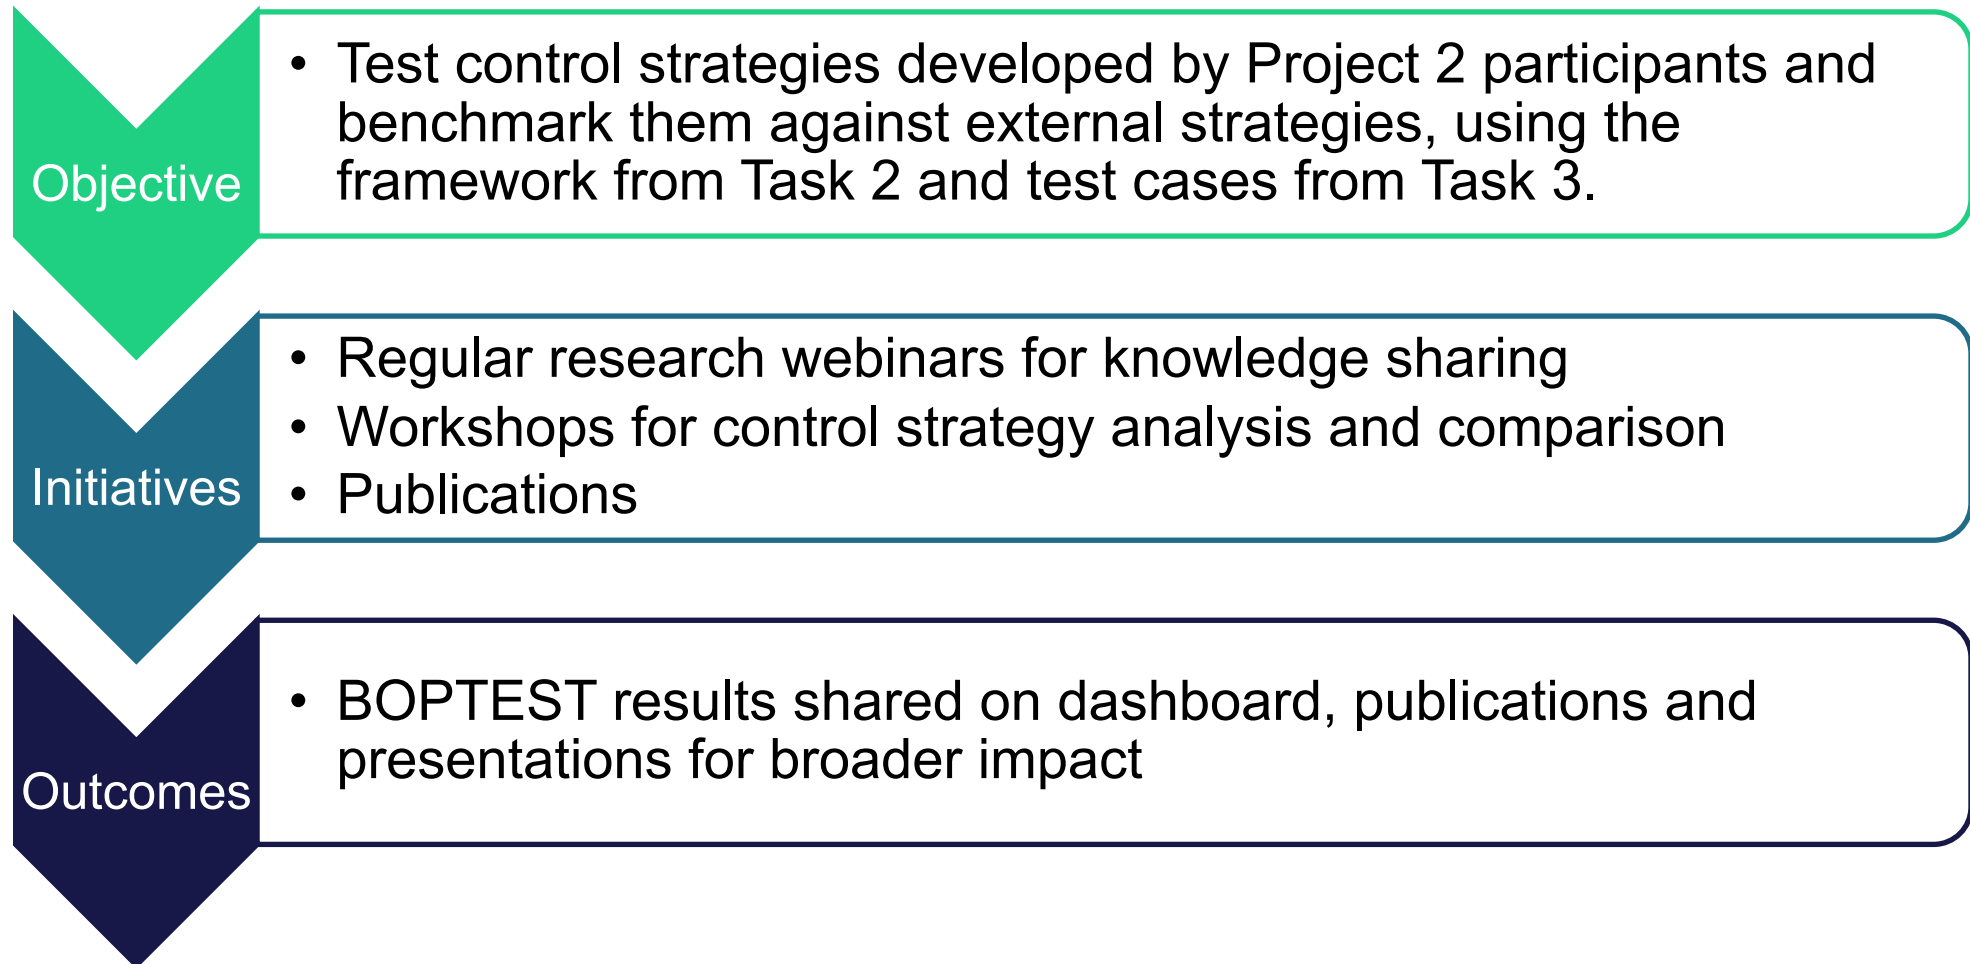 Objective
• Test control strategies developed by Project 2 participants and
benchmark them against external strategies, using the
framework from Task 2 and test cases from Task 3.
Initiatives
• Regular research webinars for knowledge sharing
• Workshops for control strategy analysis and comparison
• Publications
Outcomes
• BOPTEST results shared on dashboard, publications and
presentations for broader impact